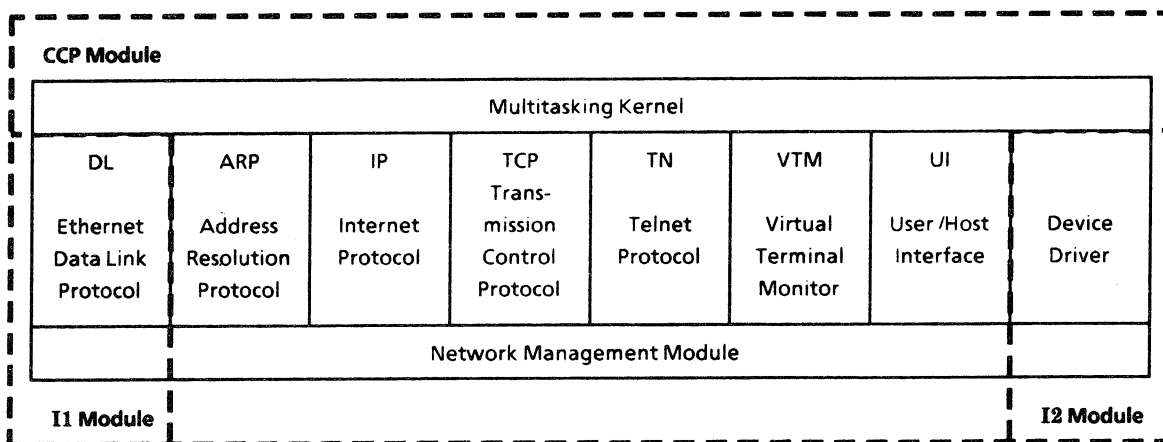 CCP Module
Multitasking Kernel
DL
Ethernet
Data Link
Protocol
ARP
Address
Resolution
Protocol
IP
Internet
Protocol
TCP
Trans-
mission
Control
Protocol
TN
Telnet
Protocol
VTM
Virtual
Terminal
Monitor
UI
User /Host
Interface
Device
Driver
Network Management Module
I1 Module
I2 Module